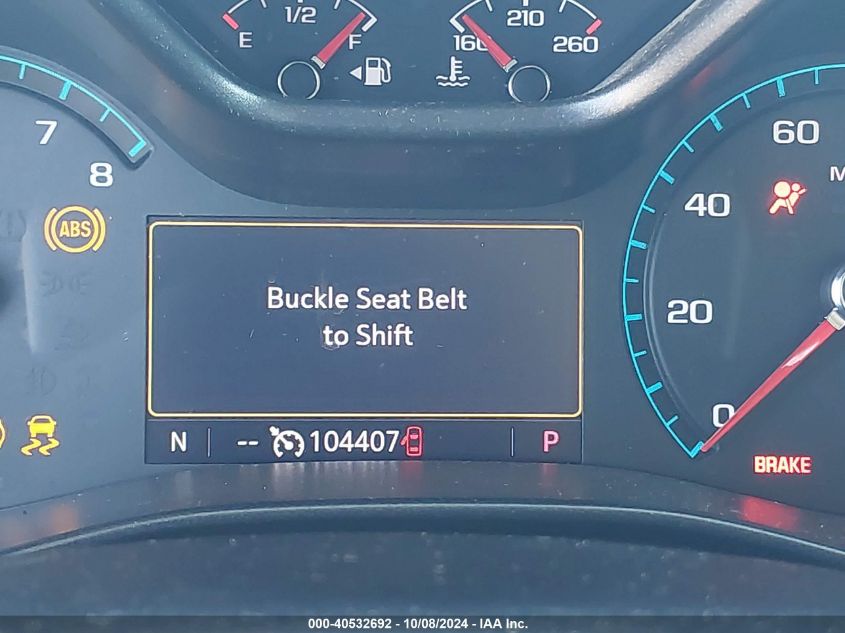 1/2
E
F
160
210
260
7
8
60
ABS
40
20
0
Buckle Seat Belt
to Shift
N
--
104407
P
BRAKE
000-40532692 - 10/08/2024 - IAA Inc.